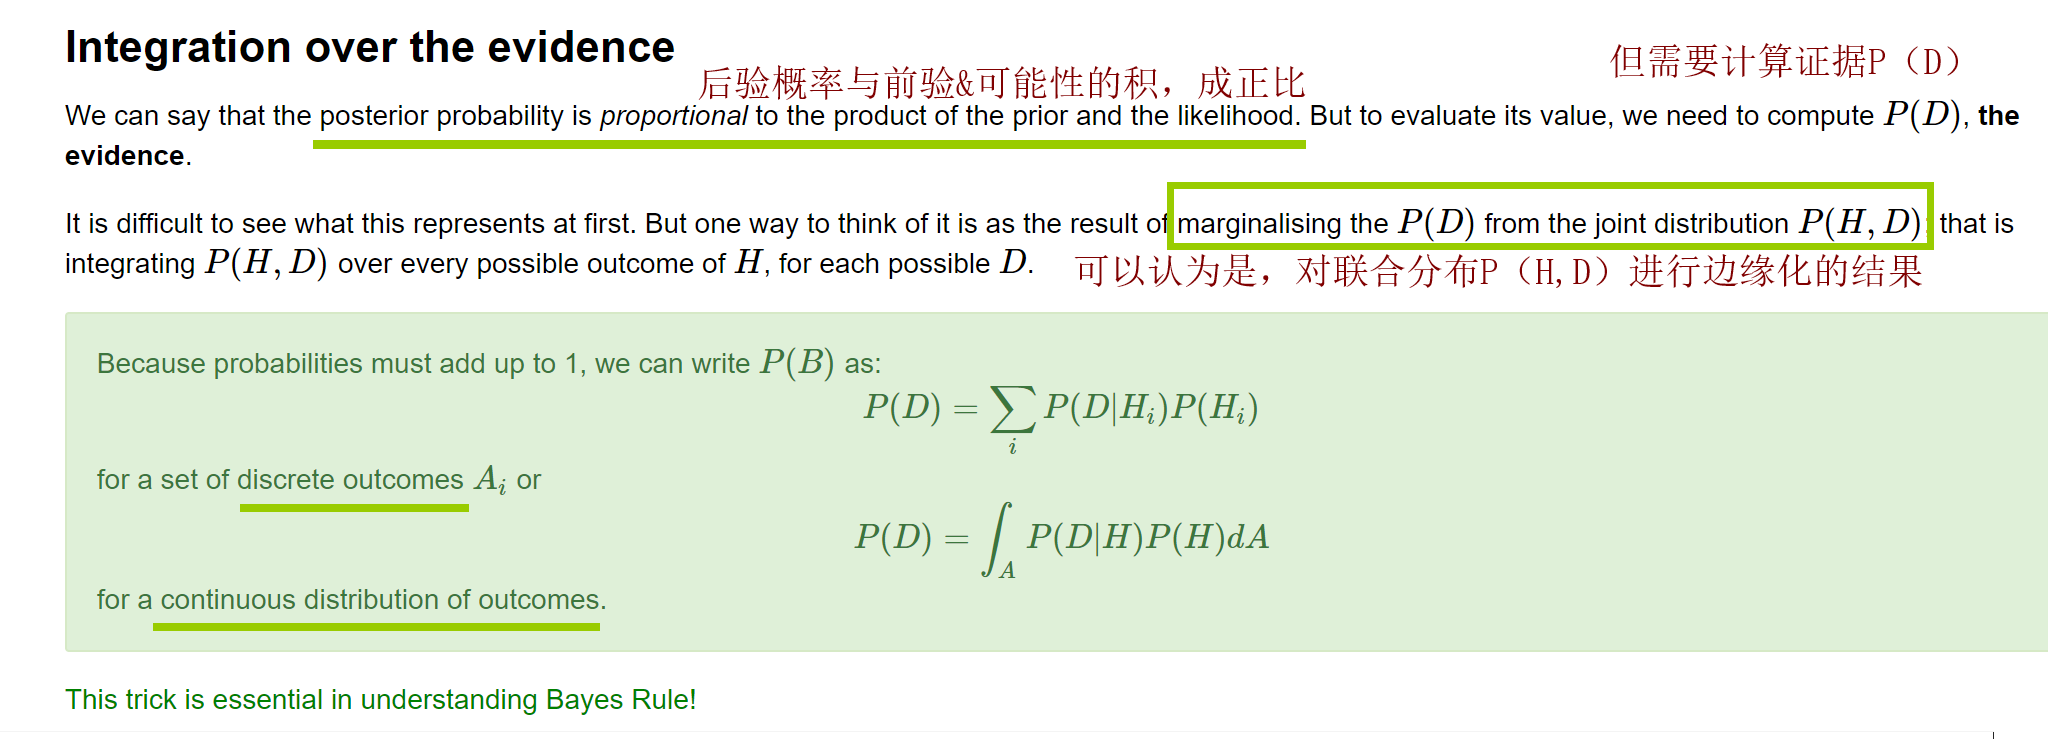 Integration over the evidence
但需要计算证据P（D）
后验概率与前验&可能性的积，成正比
We can say that the posterior probability is proportional to the product of the prior and the likelihood. But to evaluate its value, we need to compute P(D), the
evidence.
It is difficult to see what this represents at first. But one way to think of it is as the result of marginalising the P(D) from the joint distribution P(H, D); that is
integrating P(H, D) over every possible outcome of H, for each possible D.
可以认为是，对联合分布P（H,D）进行边缘化的结果
Because probabilities must add up to 1, we can write P(B) as:
P(D) = ∑_i P(D|H_i)P(H_i)
for a set of discrete outcomes A_i or
P(D) = ∫_A P(D|H)P(H)dA
for a continuous distribution of outcomes.
This trick is essential in understanding Bayes Rule!